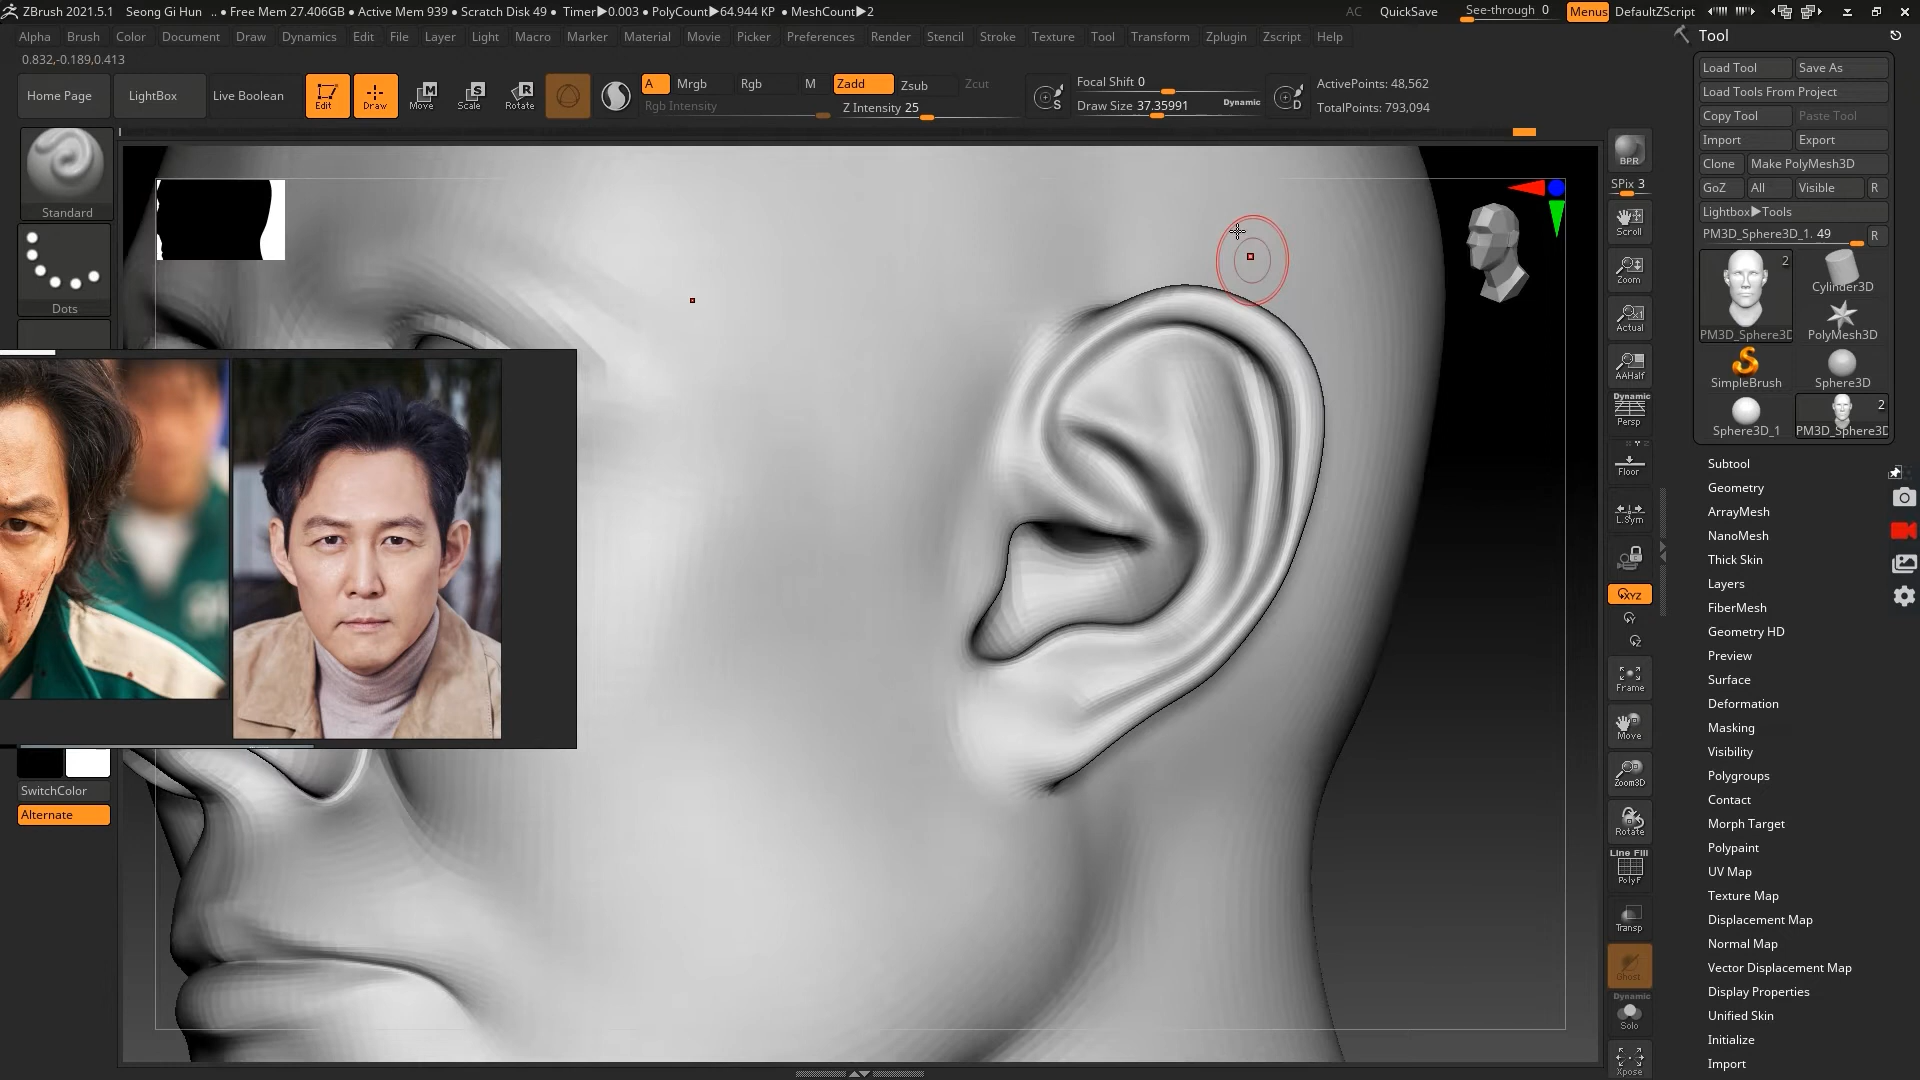 ZBrush 2021.5.1 Seong Gi Hun .. ● Free Mem 27.406GB ● Active Mem 939 ● Scratch Disk 49 ● Timer▶0.003 ● PolyCount▶64.944 KP ● MeshCount▶2 AC QuickSave See-through 0 Menus DefaultZScript
Alpha Brush Color Document Draw Dynamics Edit File Layer Light Macro Marker Material Movie Picker Preferences Render Stencil Stroke Texture Tool Transform Zplugin Zscript Help
0.832,-0.189,0.413
Home Page LightBox Live Boolean Edit Draw Move Scale Rotate
A Mrgb Rgb M Zadd Zsub Zcut
Rgb Intensity Z Intensity 25
Focal Shift 0
Draw Size 37.35991 Dynamic
S
D
ActivePoints: 48,562
TotalPoints: 793,094
Standard
Dots
SwitchColor
Alternate
BPR
SPix 3
Scroll
Zoom
Actual
AAHalf
Dynamic
Persp
Floor
L.Sym
XYZ
Frame
Move
Zoom3D
Rotate
Line Fill
PolyF
Transp
Ghost
Dynamic
Solo
Xpose
Tool
Load Tool Save As
Load Tools From Project
Copy Tool Paste Tool
Import Export
Clone Make PolyMesh3D
GoZ All Visible R
Lightbox▶Tools
PM3D_Sphere3D_1. 49 R
2
PM3D_Sphere3D
Cylinder3D
PolyMesh3D
SimpleBrush Sphere3D
2
Sphere3D_1 PM3D_Sphere3D
Subtool
Geometry
ArrayMesh
NanoMesh
Thick Skin
Layers
FiberMesh
Geometry HD
Preview
Surface
Deformation
Masking
Visibility
Polygroups
Contact
Morph Target
Polypaint
UV Map
Texture Map
Displacement Map
Normal Map
Vector Displacement Map
Display Properties
Unified Skin
Initialize
Import